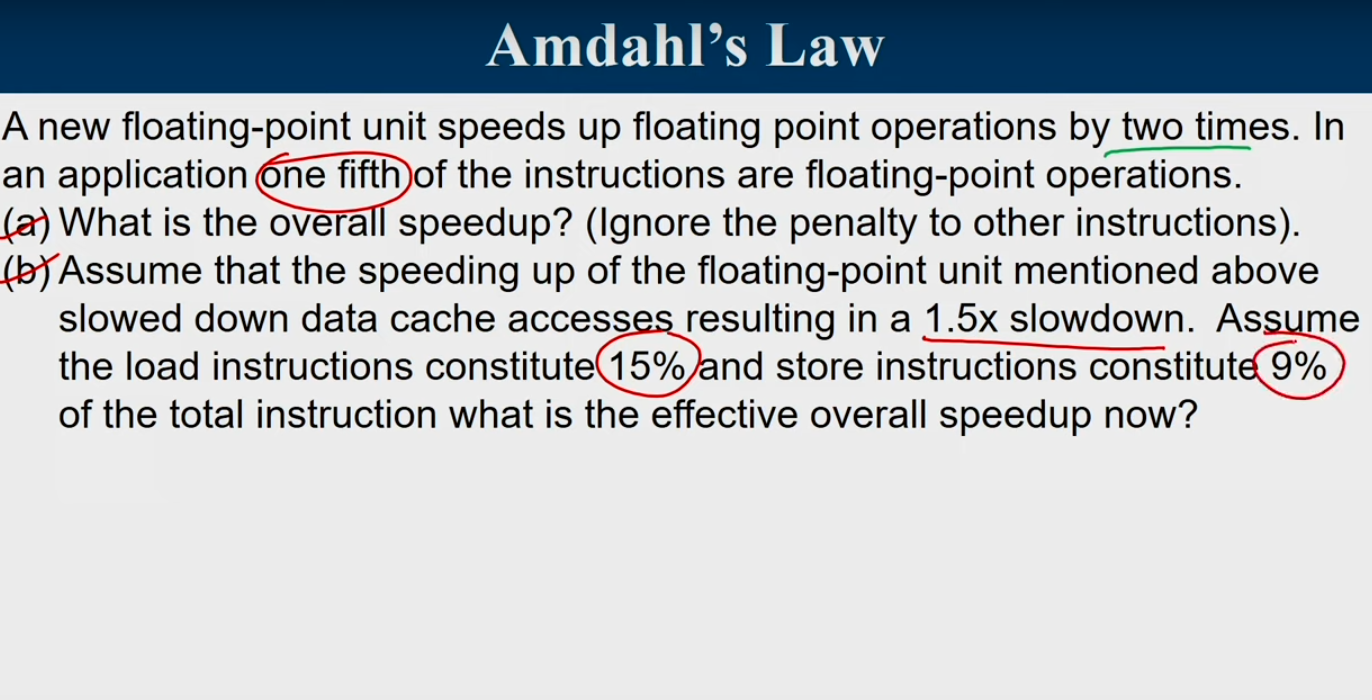 Amdahl’s Law
A new floating-point unit speeds up floating point operations by two times. In
an application one fifth of the instructions are floating-point operations.
(a) What is the overall speedup? (Ignore the penalty to other instructions).
(b) Assume that the speeding up of the floating-point unit mentioned above
slowed down data cache accesses resulting in a 1.5x slowdown. Assume
the load instructions constitute 15% and store instructions constitute 9%
of the total instruction what is the effective overall speedup now?